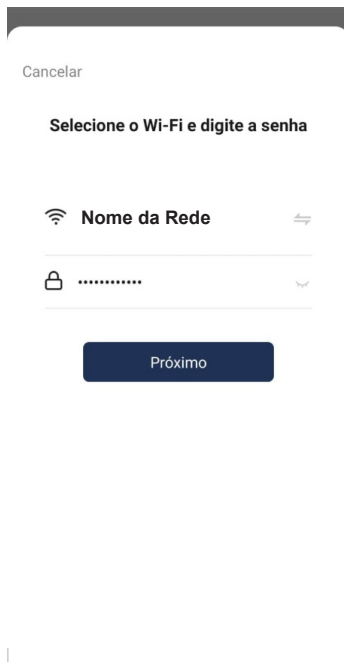 Cancelar
Selecione o Wi-Fi e digite a senha
Nome da Rede
............
Próximo